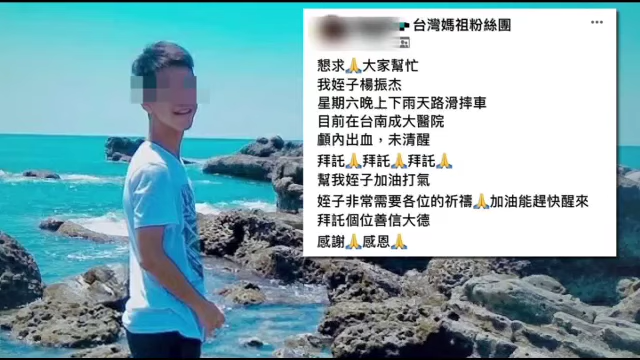 台灣媽祖粉絲團
懇求🙏大家幫忙
我姪子楊振杰
星期六晚上下雨天路滑摔車
目前在台南成大醫院
顱內出血，未清醒
拜託🙏拜託🙏拜託🙏
幫我姪子加油打氣
姪子非常需要各位的祈禱🙏加油能趕快醒來
拜託個位善信大德
感謝🙏感恩🙏